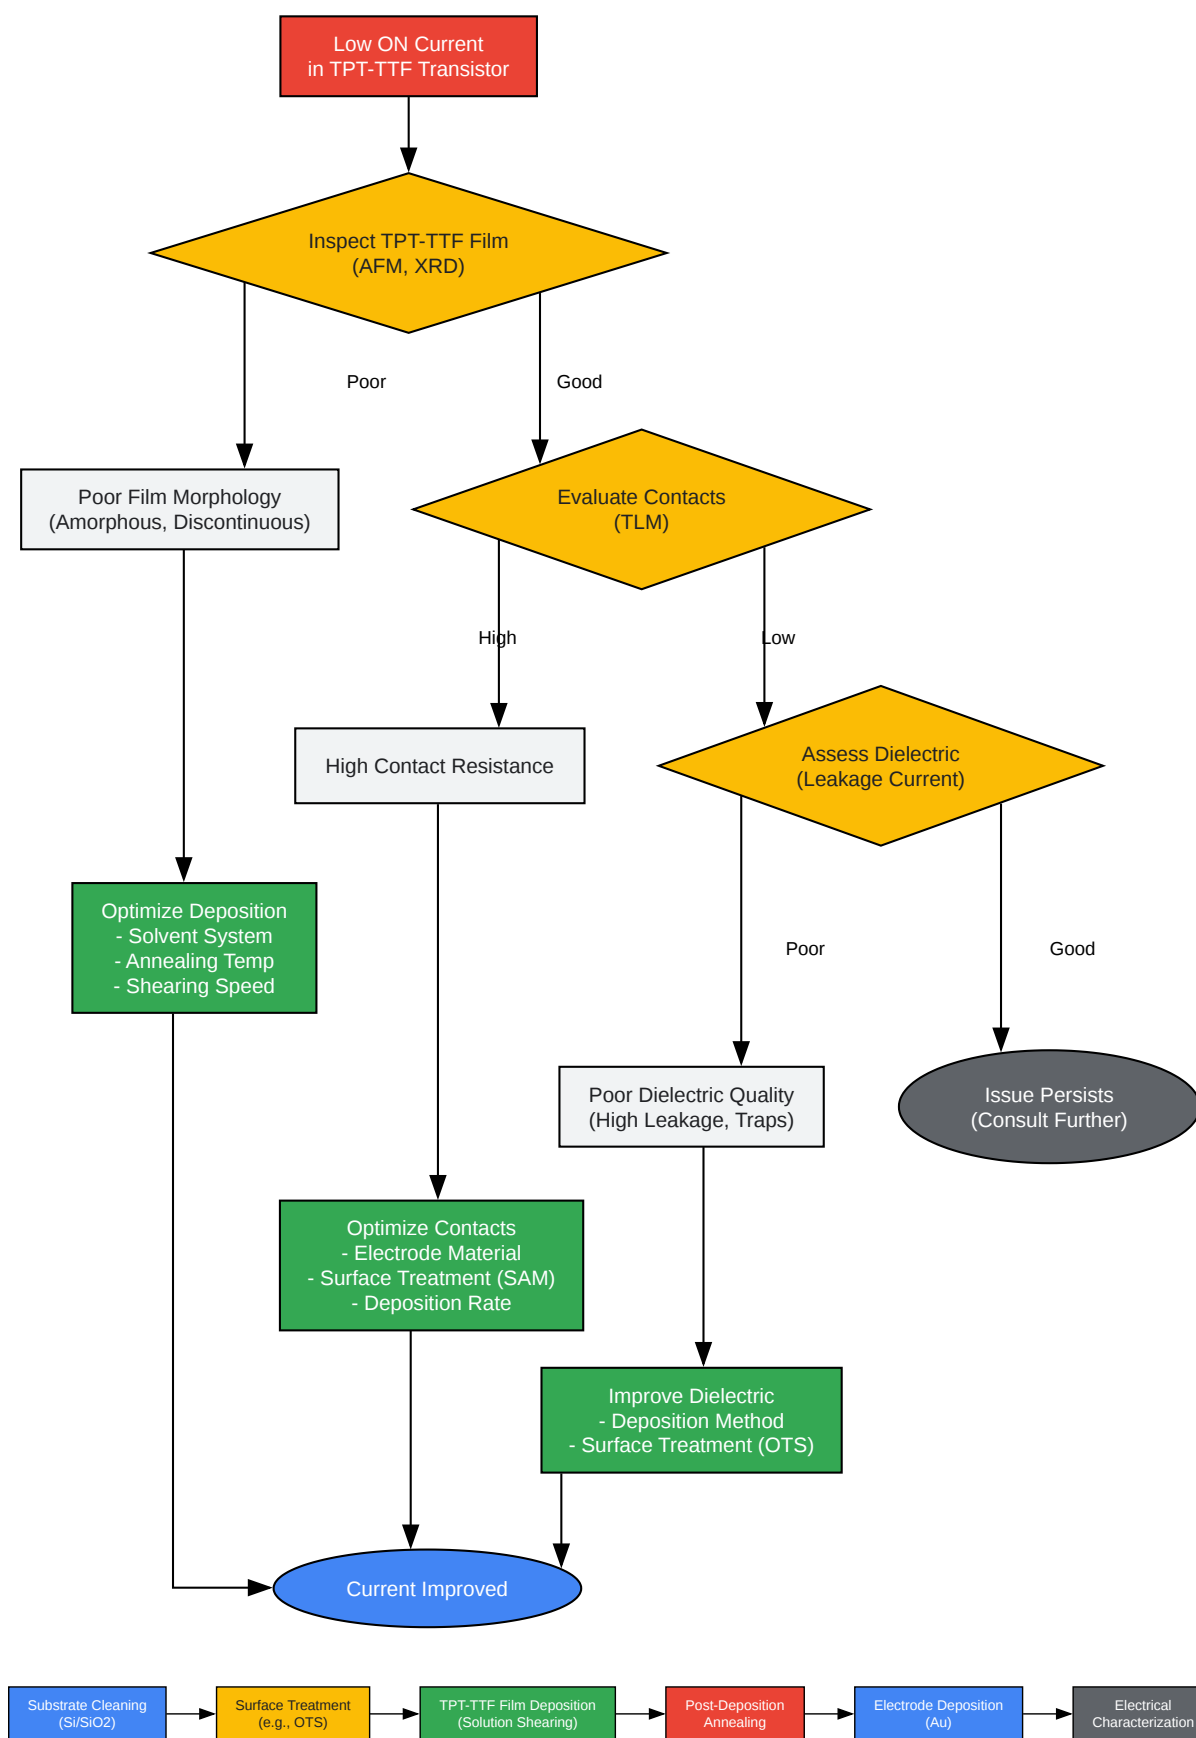 Low ON Current
in TPT-TTF Transistor
Inspect TPT-TTF Film
(AFM, XRD)
Poor
Good
Poor Film Morphology
(Amorphous, Discontinuous)
Evaluate Contacts
(TLM)
High
Low
High Contact Resistance
Assess Dielectric
(Leakage Current)
Optimize Deposition
- Solvent System
- Annealing Temp
- Shearing Speed
Poor
Good
Poor Dielectric Quality
(High Leakage, Traps)
Issue Persists
(Consult Further)
Optimize Contacts
- Electrode Material
- Surface Treatment (SAM)
- Deposition Rate
Improve Dielectric
- Deposition Method
- Surface Treatment (OTS)
Current Improved
Substrate Cleaning
(Si/SiO2)
Surface Treatment
(e.g., OTS)
TPT-TTF Film Deposition
(Solution Shearing)
Post-Deposition
Annealing
Electrode Deposition
(Au)
Electrical
Characterization